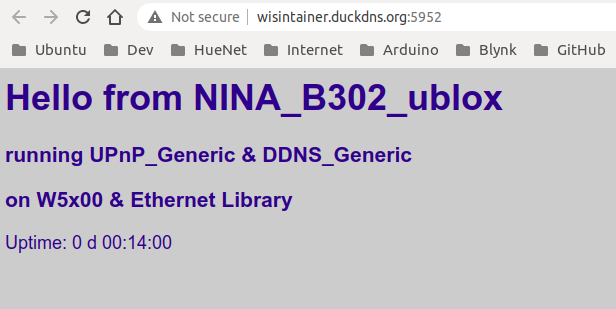 Not secure wisintainer.duckdns.org:5952
Ubuntu Dev HueNet Internet Arduino Blynk GitHub
Hello from NINA_B302_ublox
running UPnP_Generic & DDNS_Generic
on W5x00 & Ethernet Library
Uptime: 0 d 00:14:00